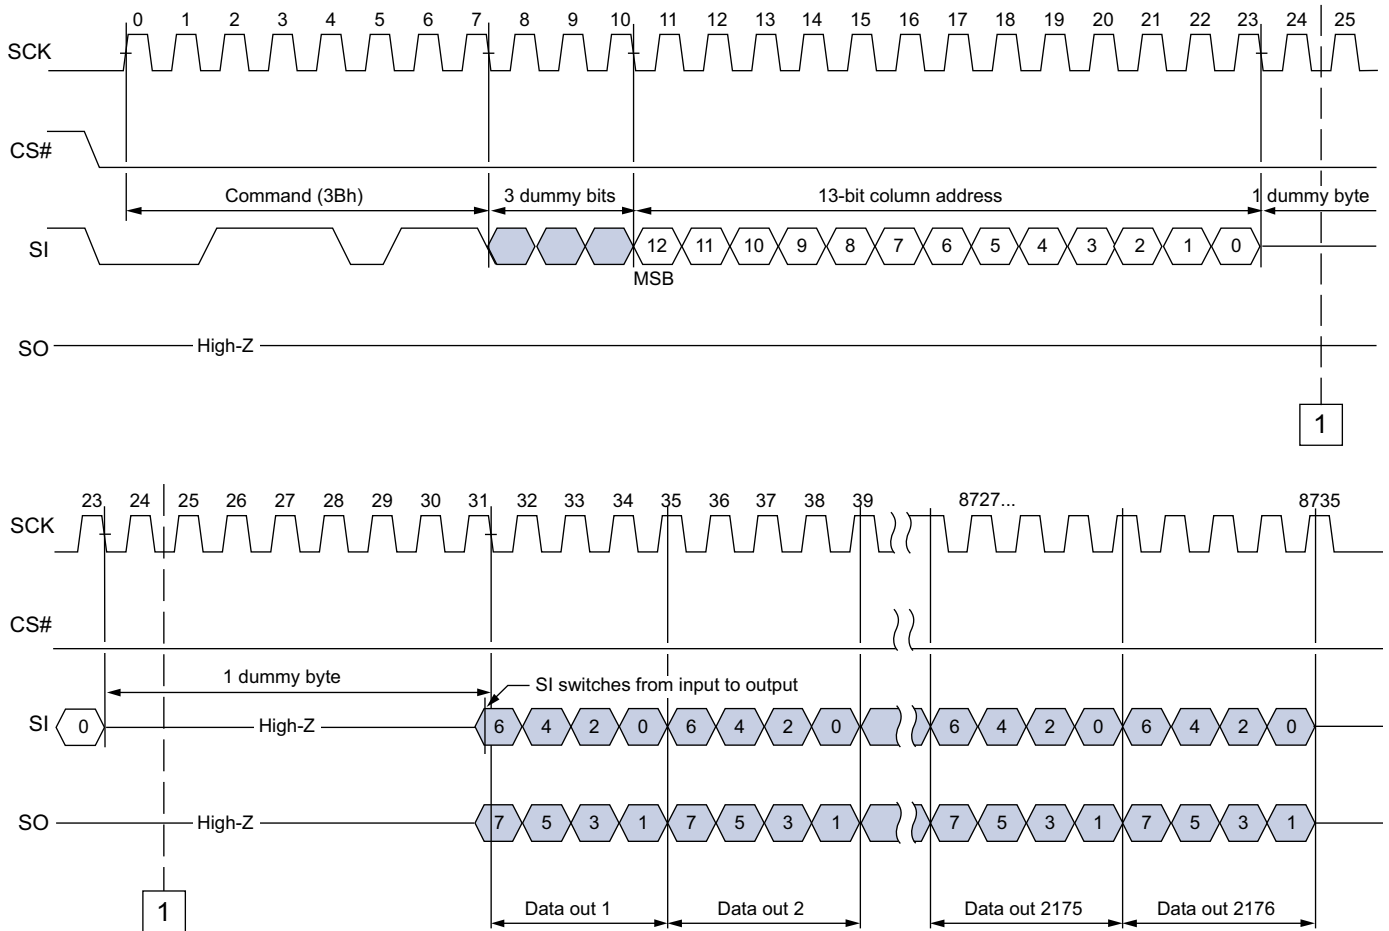 0 1 2 3 4 5 6 7 8 9 10 11 12 13 14 15 16 17 18 19 20 21 22 23 24 25
SCK
CS#
Command (3Bh) 3 dummy bits 13-bit column address 1 dummy byte
SI 12 11 10 9 8 7 6 5 4 3 2 1 0
MSB
SO High-Z
1
23 24 25 26 27 28 29 30 31 32 33 34 35 36 37 38 39 8727... 8735
SCK
CS#
1 dummy byte SI switches from input to output
SI 0 High-Z 6 4 2 0 6 4 2 0 6 4 2 0 6 4 2 0
SO High-Z 7 5 3 1 7 5 3 1 7 5 3 1 7 5 3 1
1 Data out 1 Data out 2 Data out 2175 Data out 2176